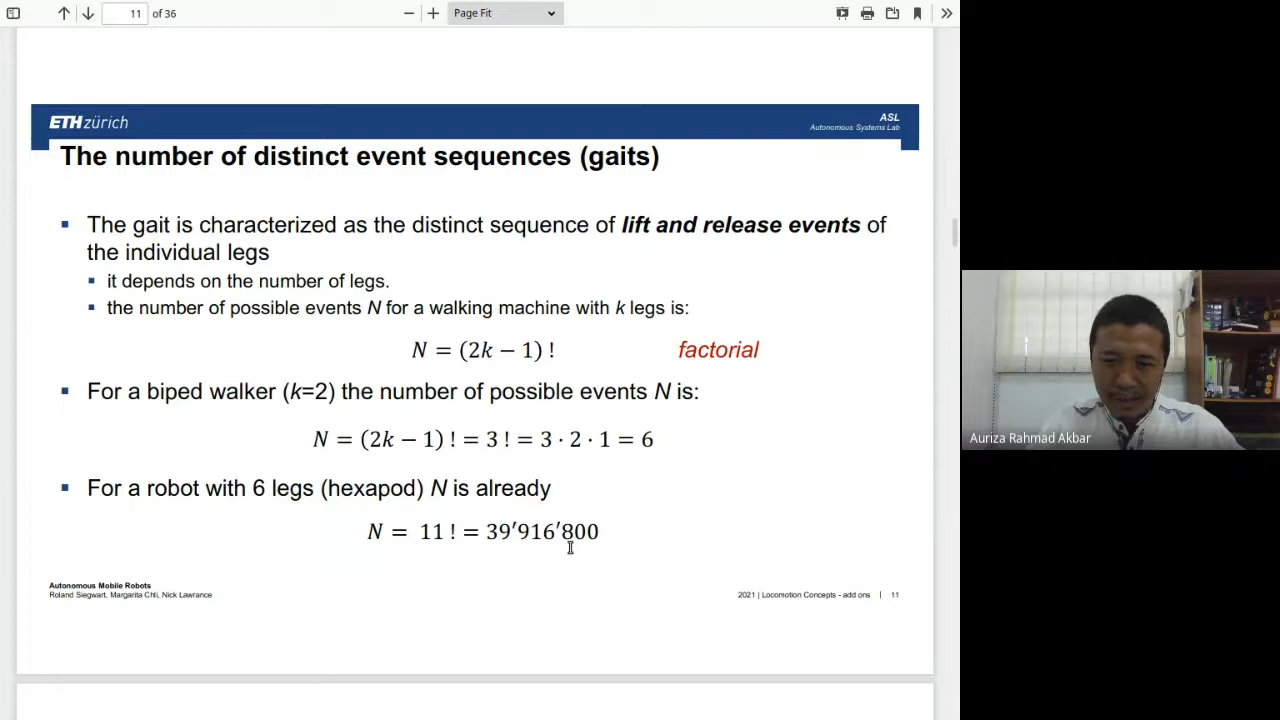 11 of 36 Page Fit
ETH zürich
ASL
Autonomous Systems Lab
The number of distinct event sequences (gaits)
▪ The gait is characterized as the distinct sequence of lift and release events of
the individual legs
▪ it depends on the number of legs.
▪ the number of possible events N for a walking machine with k legs is:
N = (2k − 1) ! factorial
▪ For a biped walker (k=2) the number of possible events N is:
N = (2k − 1) ! = 3 ! = 3 ⋅ 2 ⋅ 1 = 6
▪ For a robot with 6 legs (hexapod) N is already
N = 11 ! = 39′916′800
Autonomous Mobile Robots
Roland Siegwart, Margarita Chli, Nick Lawrance
2021 | Locomotion Concepts - add ons | 11
Auriza Rahmad Akbar